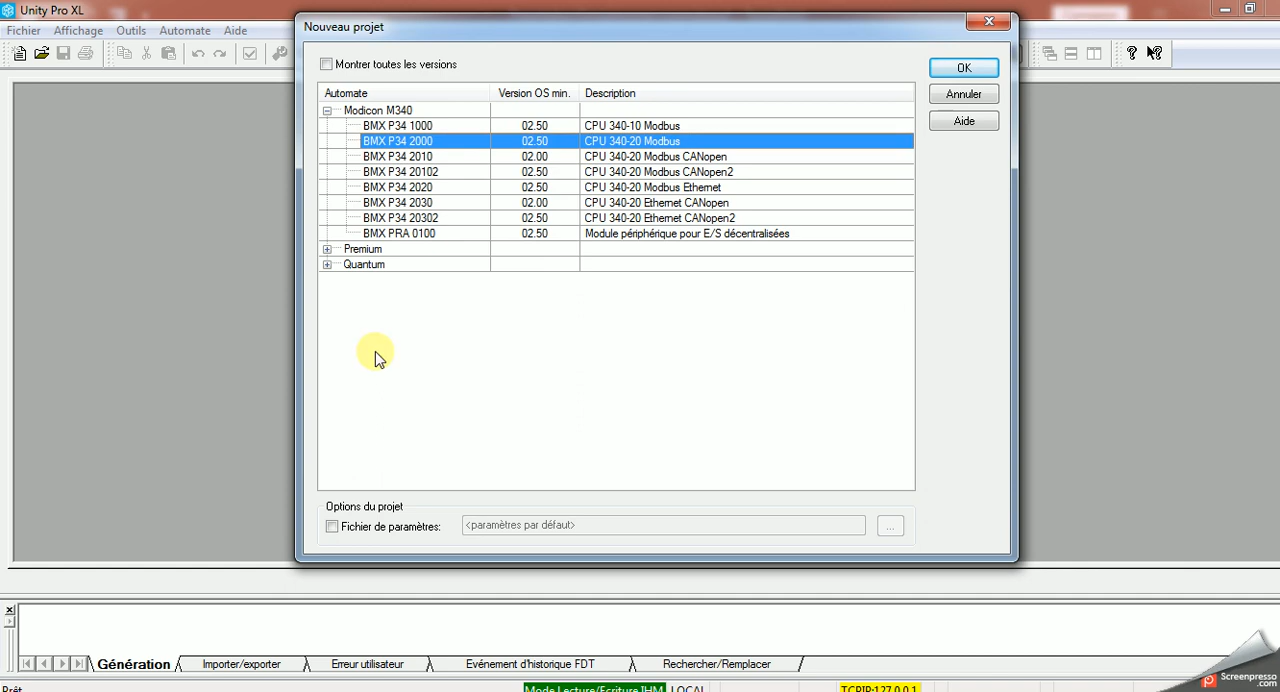 Unity Pro XL
Fichier Affichage Outils Automate Aide
Nouveau projet
Montrer toutes les versions
OK
Annuler
Aide
Automate Version OS min. Description
Modicon M340
BMX P34 1000 02.50 CPU 340-10 Modbus
BMX P34 2000 02.50 CPU 340-20 Modbus
BMX P34 2010 02.00 CPU 340-20 Modbus CANopen
BMX P34 20102 02.50 CPU 340-20 Modbus CANopen2
BMX P34 2020 02.50 CPU 340-20 Modbus Ethernet
BMX P34 2030 02.00 CPU 340-20 Ethernet CANopen
BMX P34 20302 02.50 CPU 340-20 Ethernet CANopen2
BMX PRA 0100 02.50 Module périphérique pour E/S décentralisées
Premium
Quantum
Options du projet
Fichier de paramètres: <paramètres par défaut> ...
Génération Importer/exporter Erreur utilisateur Evénement d'historique FDT Rechercher/Remplacer
Prêt Mode Lecture/Ecriture IHM LOCAL TCPIP:127.0.0.1
Screenpresso
.com